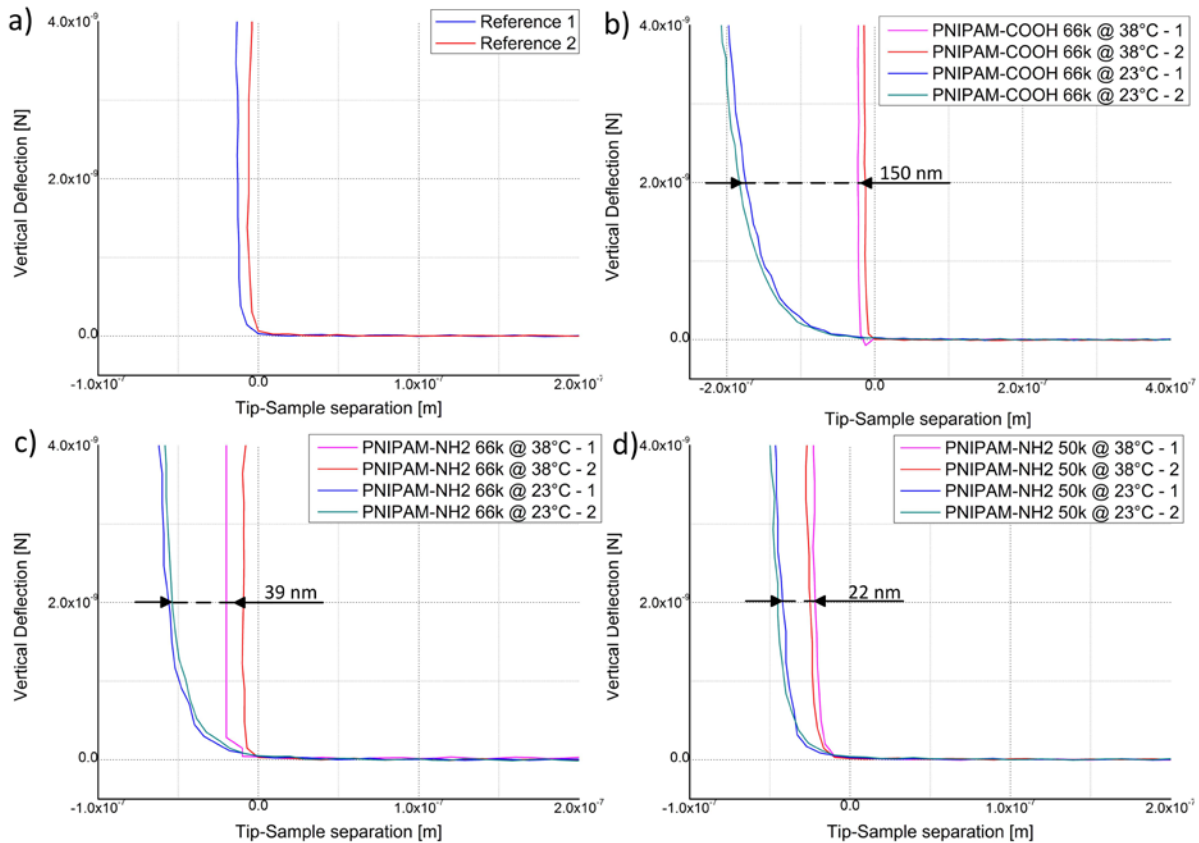 a)
4.0x10⁻⁹
Reference 1
Reference 2
Vertical Deflection [N]
2.0x10⁻⁹
0.0
-1.0x10⁻⁷
0.0
1.0x10⁻⁷
2.0x10⁻⁷
Tip-Sample separation [m]
b)
4.0x10⁻⁹
PNIPAM-COOH 66k @ 38°C - 1
PNIPAM-COOH 66k @ 38°C - 2
PNIPAM-COOH 66k @ 23°C - 1
PNIPAM-COOH 66k @ 23°C - 2
Vertical Deflection [N]
2.0x10⁻⁹
150 nm
0.0
-2.0x10⁻⁷
0.0
2.0x10⁻⁷
4.0x10⁻⁷
Tip-Sample separation [m]
c)
4.0x10⁻⁹
PNIPAM-NH2 66k @ 38°C - 1
PNIPAM-NH2 66k @ 38°C - 2
PNIPAM-NH2 66k @ 23°C - 1
PNIPAM-NH2 66k @ 23°C - 2
Vertical Deflection [N]
2.0x10⁻⁹
39 nm
0.0
-1.0x10⁻⁷
0.0
1.0x10⁻⁷
2.0x10⁻⁷
Tip-Sample separation [m]
d)
4.0x10⁻⁹
PNIPAM-NH2 50k @ 38°C - 1
PNIPAM-NH2 50k @ 38°C - 2
PNIPAM-NH2 50k @ 23°C - 1
PNIPAM-NH2 50k @ 23°C - 2
Vertical Deflection [N]
2.0x10⁻⁹
22 nm
0.0
-1.0x10⁻⁷
0.0
1.0x10⁻⁷
2.0x10⁻⁷
Tip-Sample separation [m]